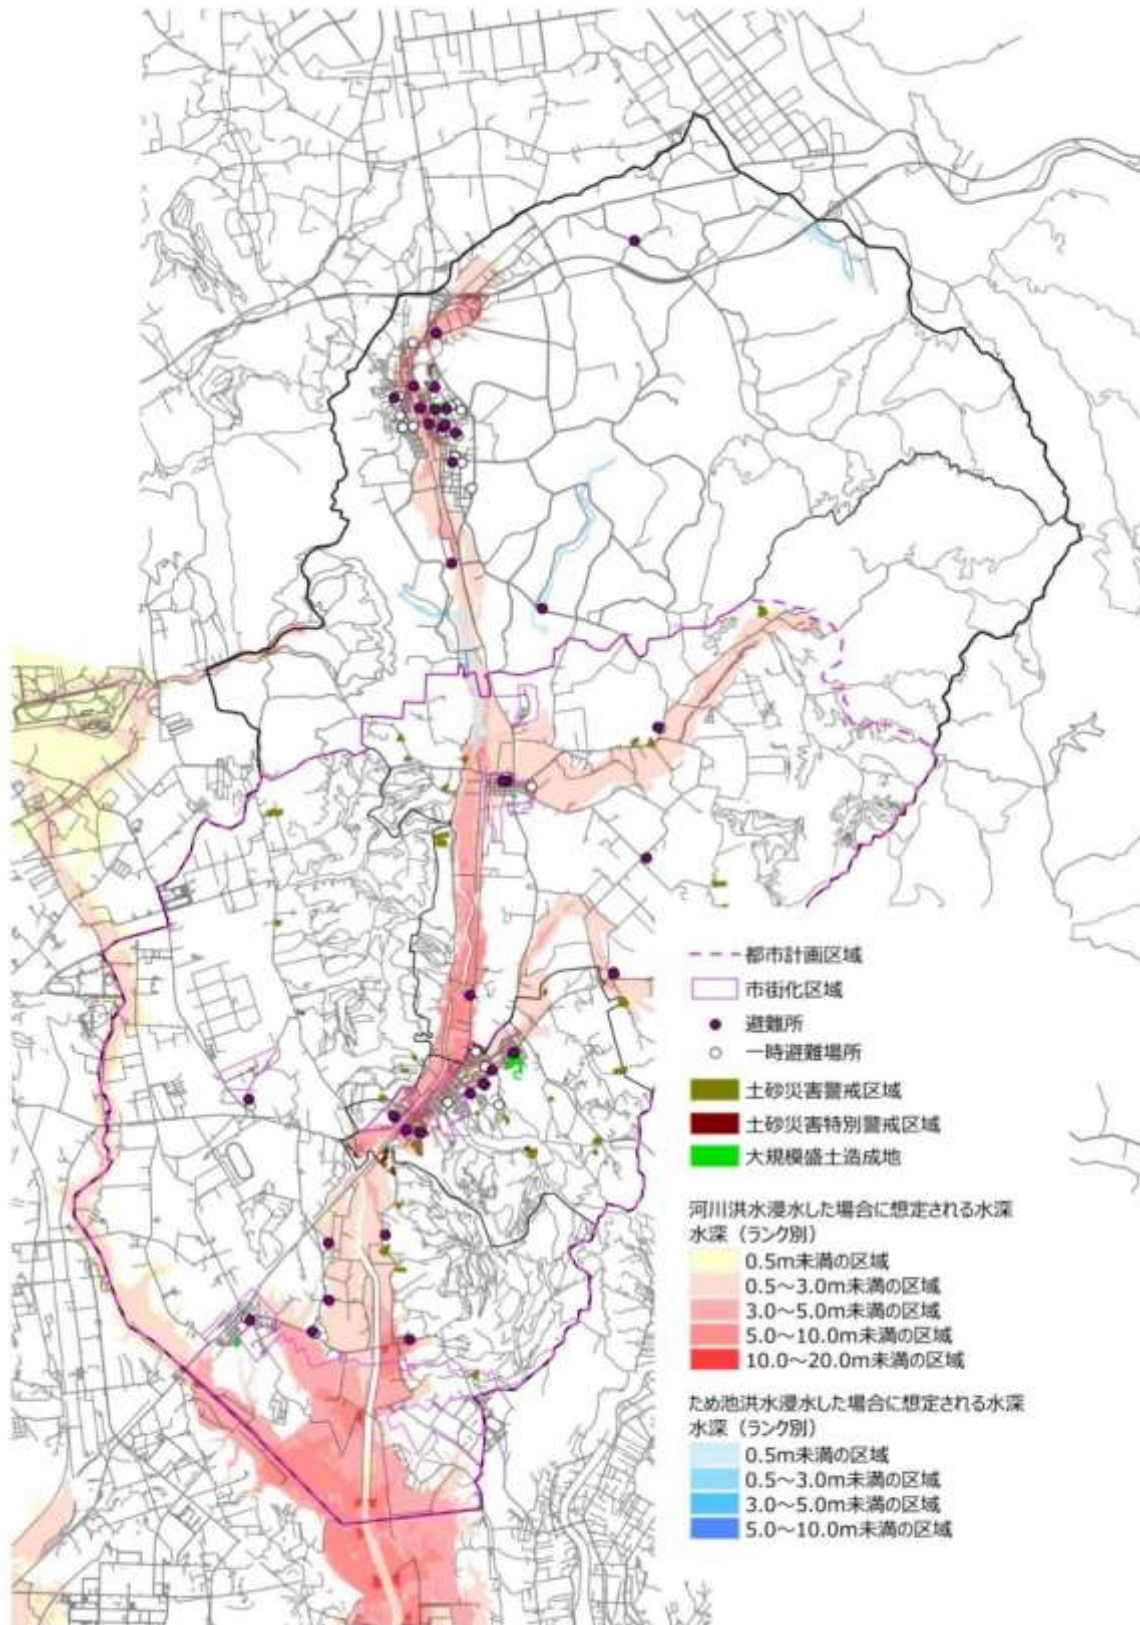 都市計画区域
市街化区域
避難所
一時避難場所
土砂災害警戒区域
土砂災害特別警戒区域
大規模盛土造成地
河川洪水浸水した場合に想定される水深
水深（ランク別）
0.5m未満の区域
0.5～3.0m未満の区域
3.0～5.0m未満の区域
5.0～10.0m未満の区域
10.0～20.0m未満の区域
ため池洪水浸水した場合に想定される水深
水深（ランク別）
0.5m未満の区域
0.5～3.0m未満の区域
3.0～5.0m未満の区域
5.0～10.0m未満の区域